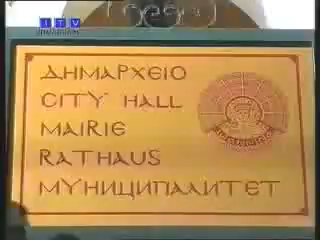 ITV
ΔΗΜΑΡΧΕΙΟ
CITY HALL
MAIRIE
RATHAUS
МУНИЦИПАЛИТЕТ